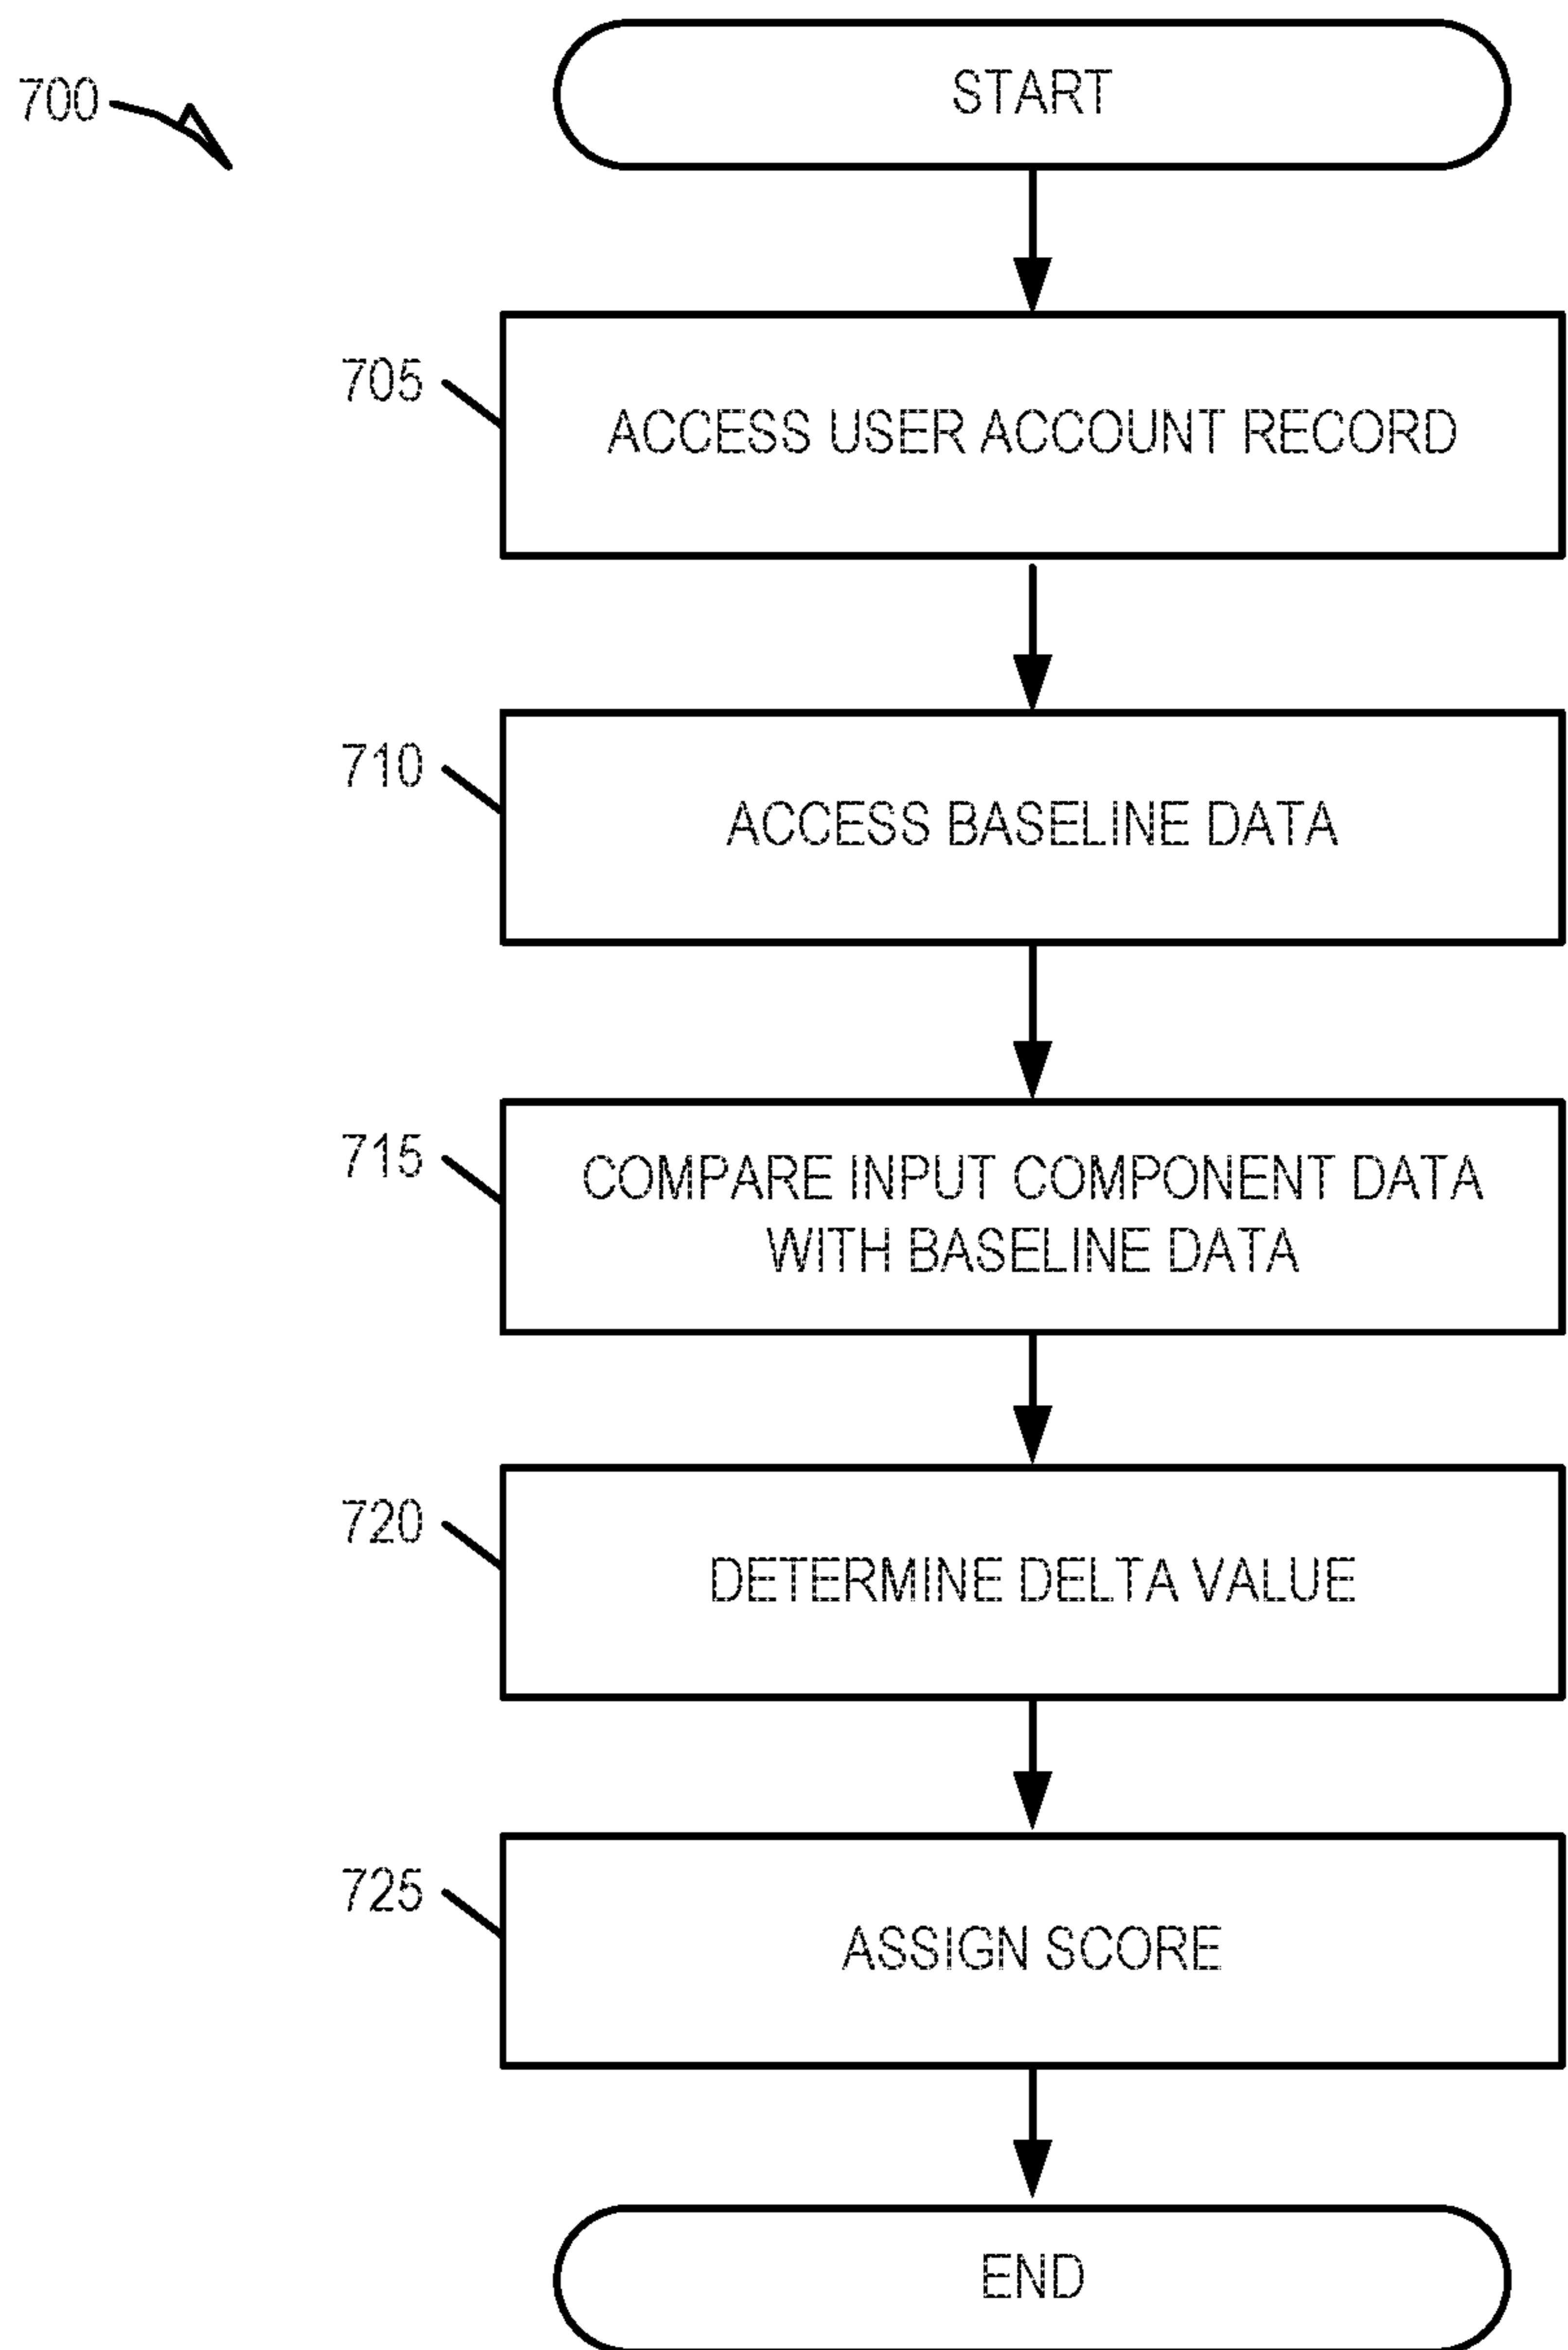 700
START
705
ACCESS USER ACCOUNT RECORD
710
ACCESS BASELINE DATA
715
COMPARE INPUT COMPONENT DATA
WITH BASELINE DATA
720
DETERMINE DELTA VALUE
725
ASSIGN SCORE
END